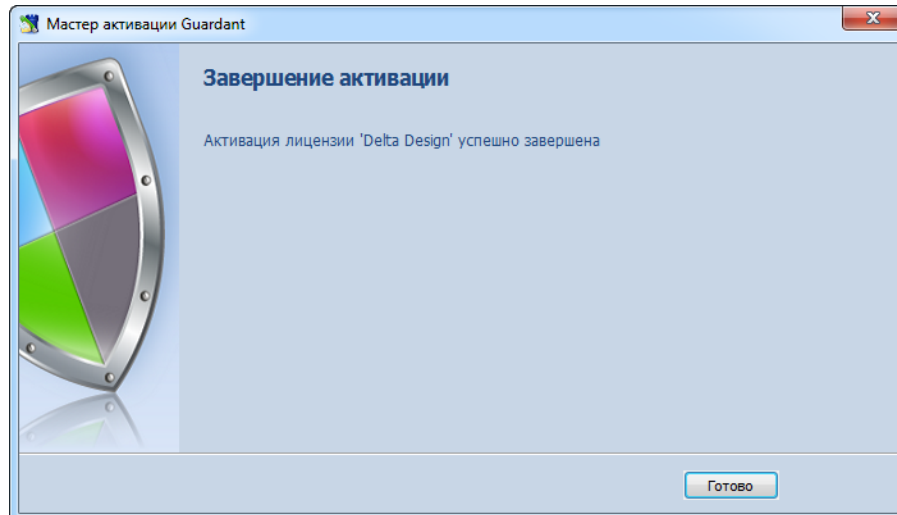 Мастер активации Guardant
Завершение активации
Активация лицензии 'Delta Design' успешно завершена
Готово